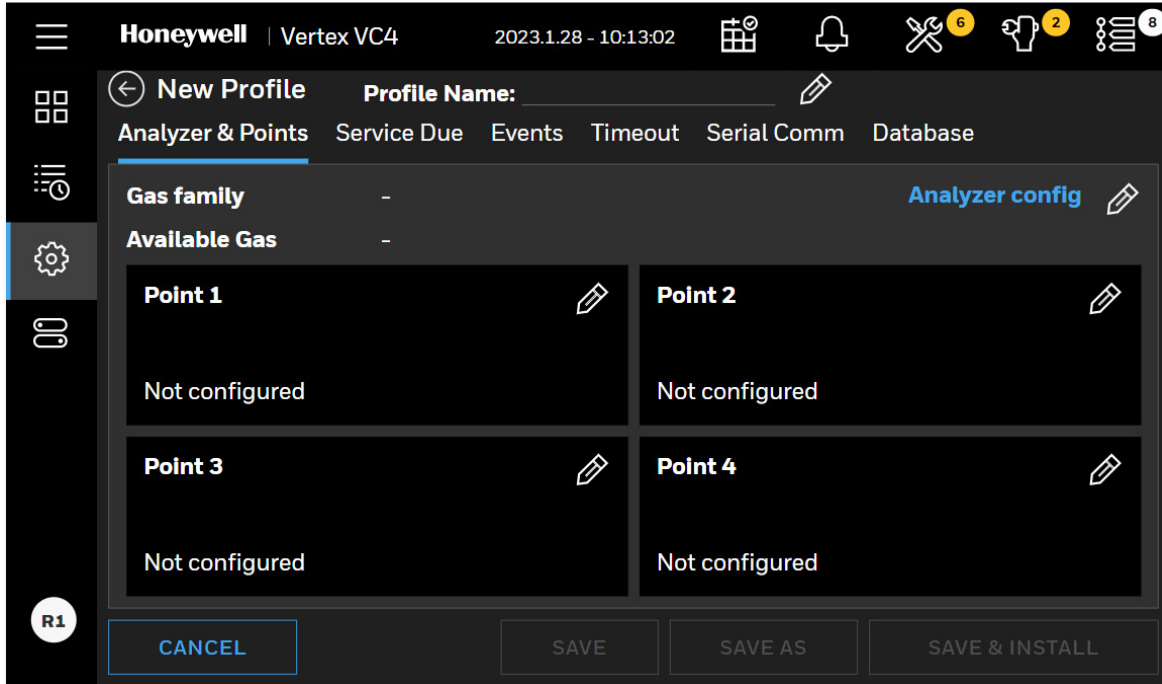 Honeywell | Vertex VC4 2023.1.28 - 10:13:02 6 2 8
New Profile Profile Name:
Analyzer & Points Service Due Events Timeout Serial Comm Database
Gas family - Analyzer config
Available Gas -
Point 1 Point 2
Not configured Not configured
Point 3 Point 4
Not configured Not configured
R1
CANCEL SAVE SAVE AS SAVE & INSTALL